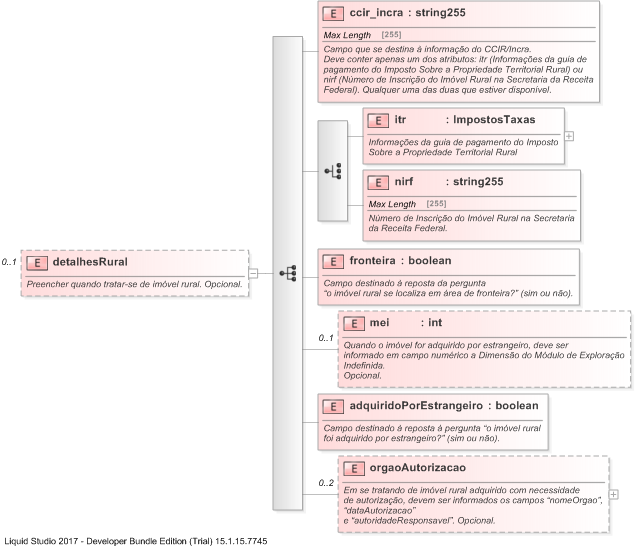 E ccir_incra : string255
Max Length [255]
Campo que se destina à informação do CCIR/Incra.
Deve conter apenas um dos atributos: itr (Informações da guia de
pagamento do Imposto Sobre a Propriedade Territorial Rural) ou
nirf (Número de Inscrição do Imóvel Rural na Secretaria da Receita
Federal). Qualquer uma das duas que estiver disponível.
E itr : ImpostosTaxas
Informações da guia de pagamento do Imposto
Sobre a Propriedade Territorial Rural
E nirf : string255
Max Length [255]
Número de Inscrição do Imóvel Rural na Secretaria
da Receita Federal.
0..1
E detalhesRural
Preencher quando tratar-se de imóvel rural. Opcional.
E fronteira : boolean
Campo destinado à reposta da pergunta
“o imóvel rural se localiza em área de fronteira?” (sim ou não).
0..1
E mei : int
Quando o imóvel for adquirido por estrangeiro, deve ser
informado em campo numérico a Dimensão do Módulo de Exploração
Indefinida.
Opcional.
E adquiridoPorEstrangeiro : boolean
Campo destinado à reposta à pergunta “o imóvel rural
foi adquirido por estrangeiro?” (sim ou não).
0..2
E orgaoAutorizacao
Em se tratando de imóvel rural adquirido com necessidade
de autorização, devem ser informados os campos “nomeOrgao”,
“dataAutorizacao”
e “autoridadeResponsavel”. Opcional.
Liquid Studio 2017 - Developer Bundle Edition (Trial) 15.1.15.7745